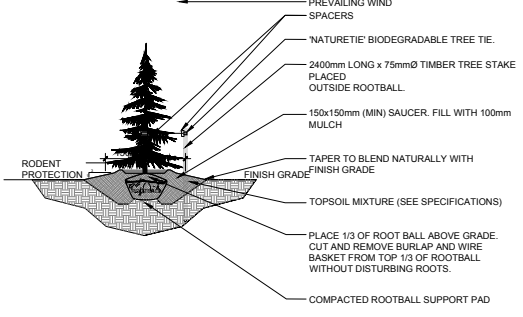 PREVAILING WIND
SPACERS
'NATURETIE' BIODEGRADABLE TREE TIE.
2400mm LONG x 75mmØ TIMBER TREE STAKE
PLACED
OUTSIDE ROOTBALL.
150x150mm (MIN) SAUCER. FILL WITH 100mm
MULCH
RODENT
PROTECTION
FINISH GRADE
TAPER TO BLEND NATURALLY WITH
FINISH GRADE
TOPSOIL MIXTURE (SEE SPECIFICATIONS)
PLACE 1/3 OF ROOT BALL ABOVE GRADE.
CUT AND REMOVE BURLAP AND WIRE
BASKET FROM TOP 1/3 OF ROOTBALL
WITHOUT DISTURBING ROOTS.
COMPACTED ROOTBALL SUPPORT PAD